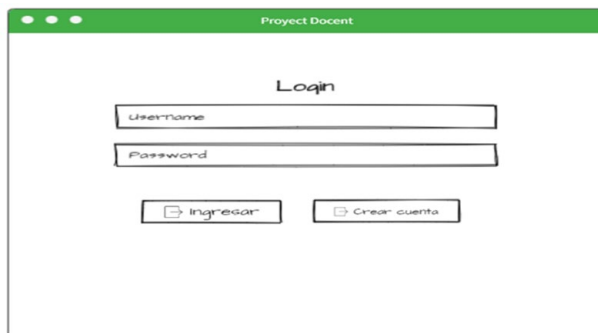 Proyect Docent
Login
Username
Password
Ingresar
Crear cuenta